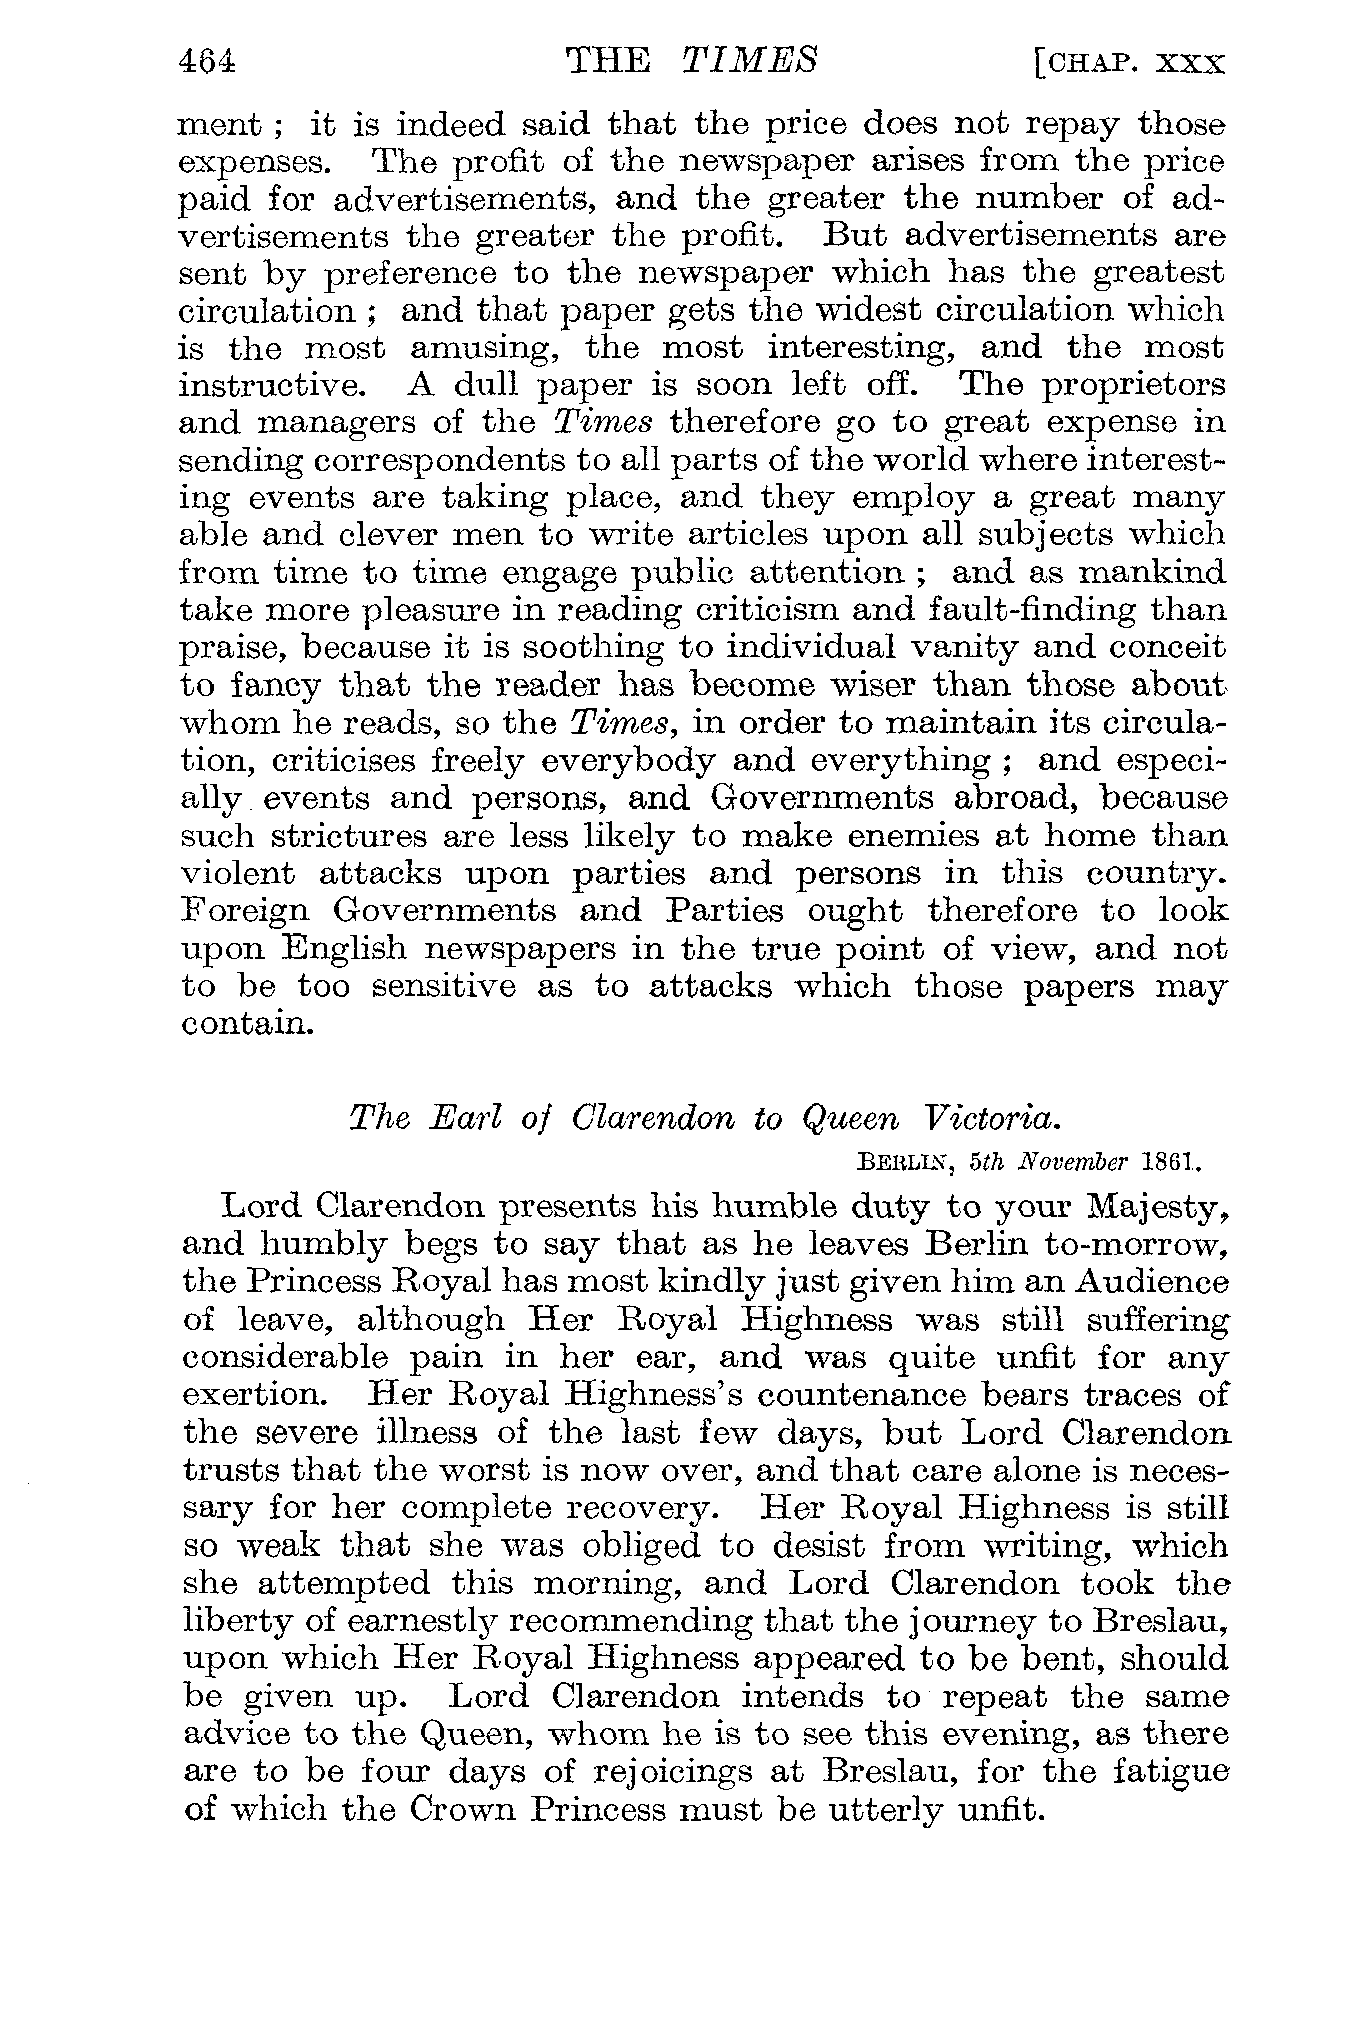 464 THE TIMES [CHAP. XXX
ment ; it is indeed said that the price does not repay those
expenses. The profit of the newspaper arises from the price
paid for advertisements, and the greater the number of ad-
vertisements the greater the profit. But advertisements are
sent by preference to the newspaper which has the greatest
circulation ; and that paper gets the widest circulation which
is the most amusing, the most interesting, and the most
instructive. A dull paper is soon left off. The proprietors
and managers of the Times therefore go to great expense in
sending correspondents to all parts of the world where interest-
ing events are taking place, and they employ a great many
able and clever men to write articles upon all subjects which
from time to time engage public attention ; and as mankind
take more pleasure in reading criticism and fault-finding than
praise, because it is soothing to individual vanity and conceit
to fancy that the reader has become wiser than those about
whom he reads, so the Times, in order to maintain its circula-
tion, criticises freely everybody and everything ; and especi-
ally events and persons, and Governments abroad, because
such strictures are less likely to make enemies at home than
violent attacks upon parties and persons in this country.
Foreign Governments and Parties ought therefore to look
upon English newspapers in the true point of view, and not
to be too sensitive as to attacks which those papers may
contain.
The Earl of Clarendon to Queen Victoria.
BERLIN, 5th November 1861.
Lord Clarendon presents his humble duty to your Majesty,
and humbly begs to say that as he leaves Berlin to-morrow,
the Princess Royal has most kindly just given him an Audience
of leave, although Her Royal Highness was still suffering
considerable pain in her ear, and was quite unfit for any
exertion. Her Royal Highness's countenance bears traces of
the severe illness of the last few days, but Lord Clarendon
trusts that the worst is now over, and that care alone is neces-
sary for her complete recovery. Her Royal Highness is still
so weak that she was obliged to desist from writing, which
she attempted this morning, and Lord Clarendon took the
liberty of earnestly recommending that the journey to Breslau,
upon which Her Royal Highness appeared to be bent, should
be given up. Lord Clarendon intends to repeat the same
advice to the Queen, whom he is to see this evening, as there
are to be four days of rejoicings at Breslau, for the fatigue
of which the Crown Princess must be utterly unfit.